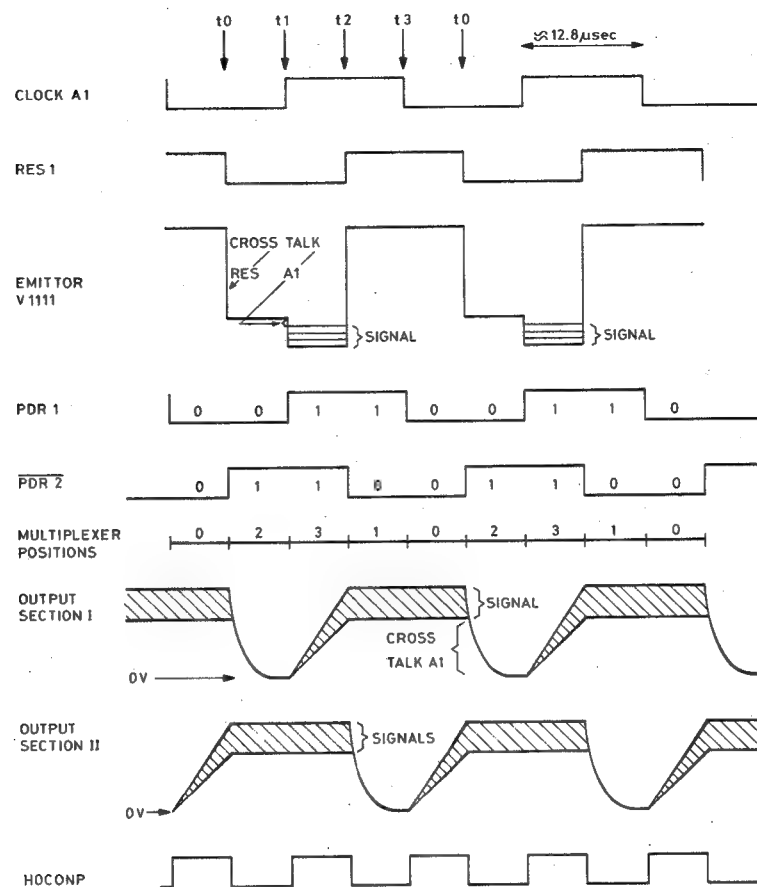 t0 t1 t2 t3 t0 ≈12.8µsec
CLOCK A1
RES 1
CROSS TALK
RES A1
EMITTOR
V1111
SIGNAL SIGNAL
PDR 1 0 0 1 1 0 0 1 1 0
PDR 2 0 1 1 0 0 1 1 0 0
MULTIPLEXER
POSITIONS
0 2 3 1 0 2 3 1 0
OUTPUT
SECTION I
SIGNAL
CROSS
TALK A1
0V
OUTPUT
SECTION II
SIGNALS
0V
HOCONP